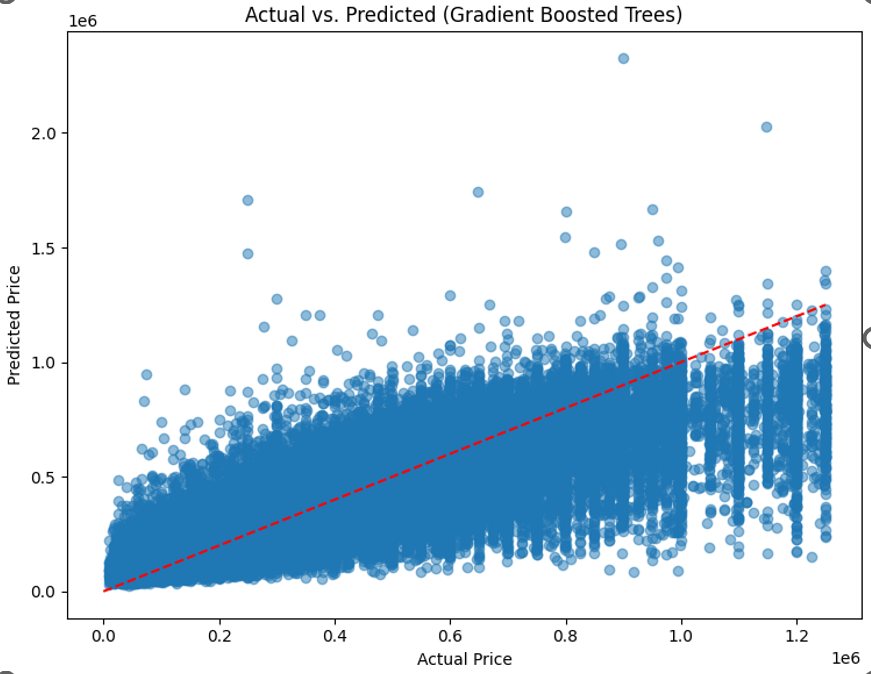 Actual vs. Predicted (Gradient Boosted Trees)
1e6
2.0
1.5
1.0
0.5
0.0
Predicted Price
0.0 0.2 0.4 0.6 0.8 1.0 1.2
1e6
Actual Price